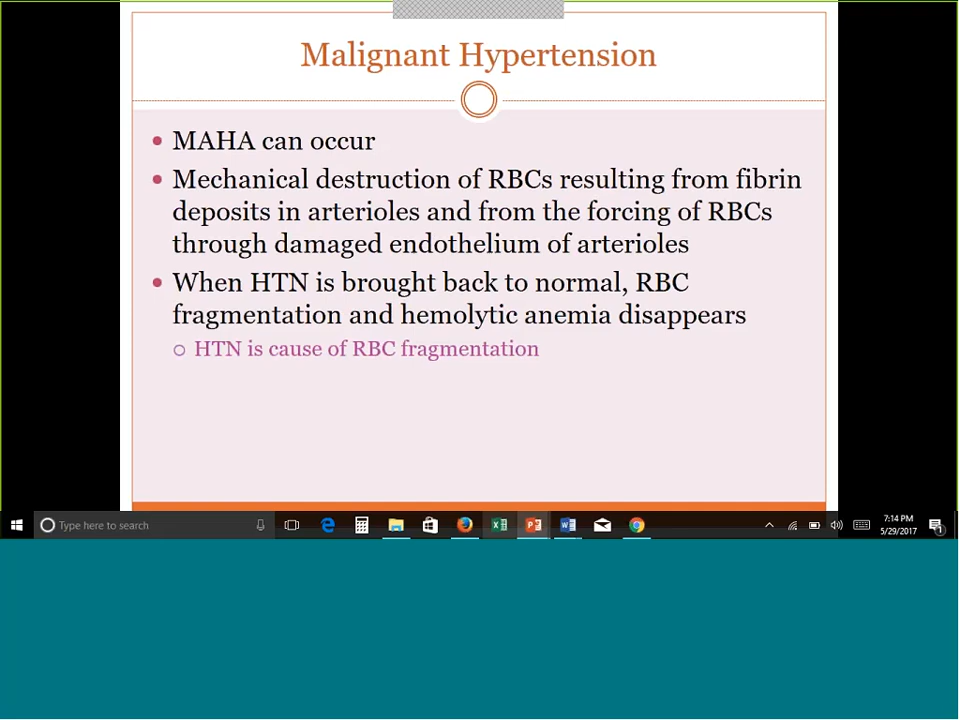 Malignant Hypertension
MAHA can occur
Mechanical destruction of RBCs resulting from fibrin
deposits in arterioles and from the forcing of RBCs
through damaged endothelium of arterioles
When HTN is brought back to normal, RBC
fragmentation and hemolytic anemia disappears
HTN is cause of RBC fragmentation
Type here to search
7:14 PM
5/29/2017
1